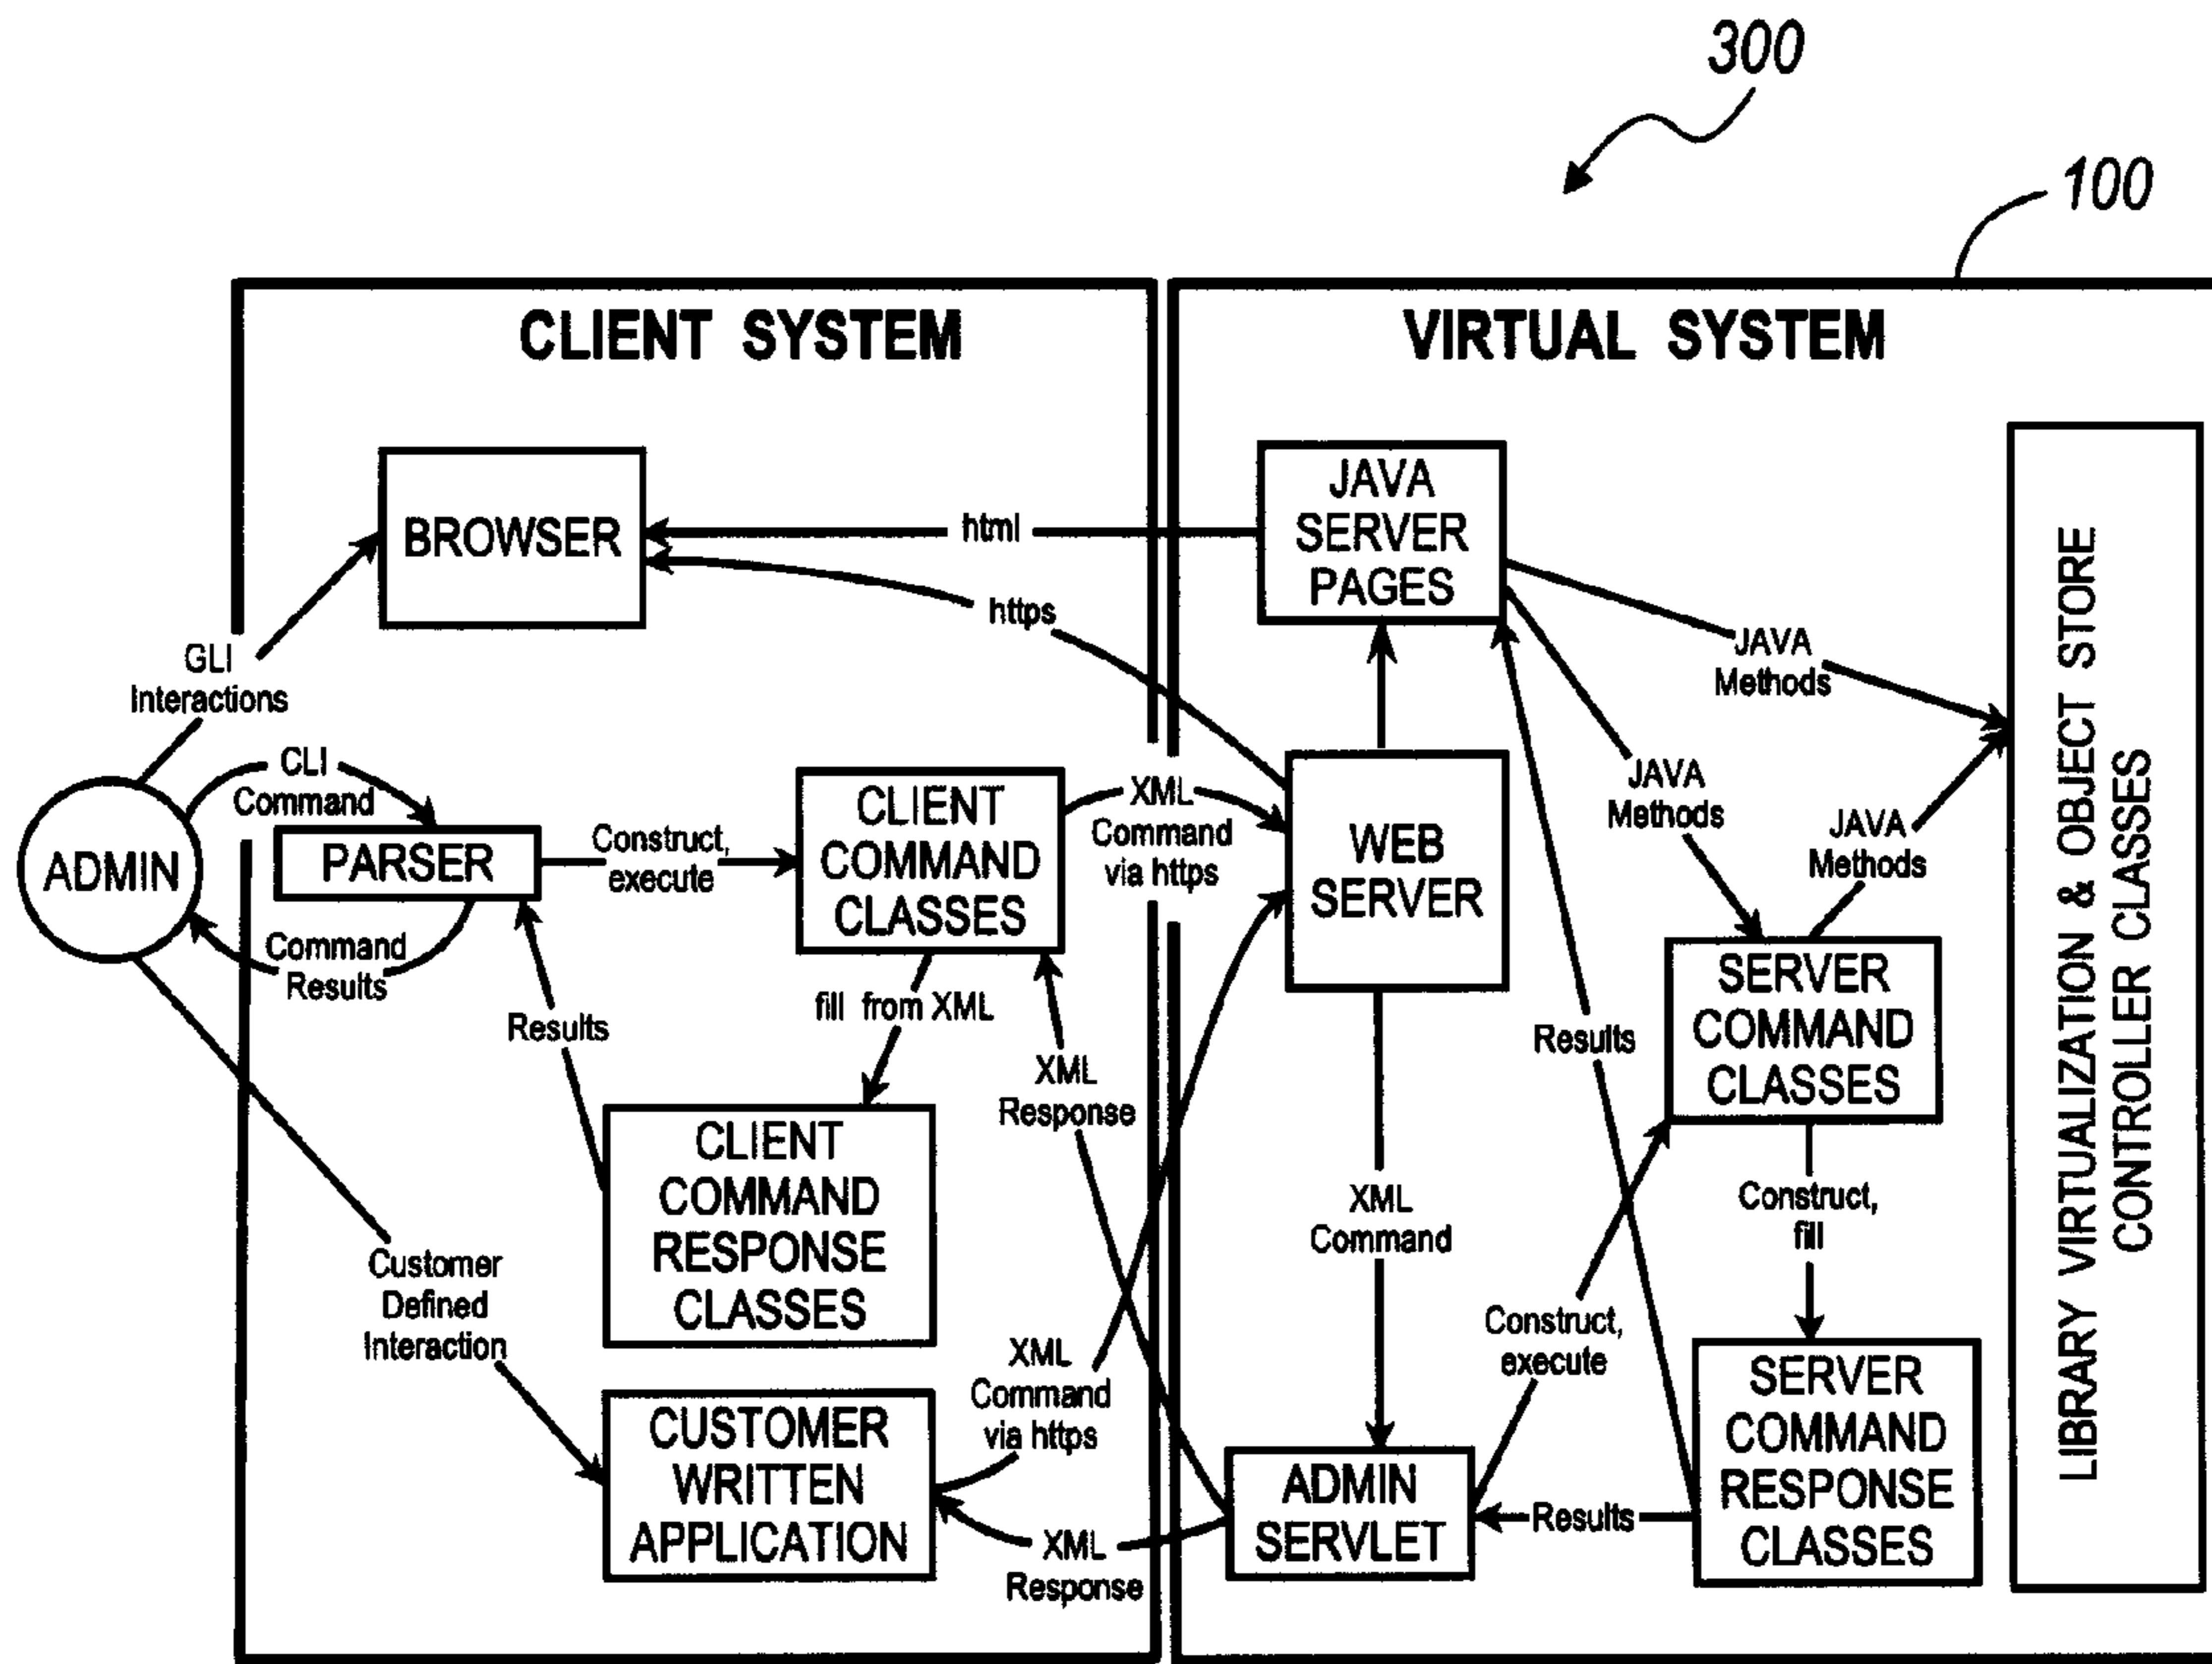 300
100
CLIENT SYSTEM
VIRTUAL SYSTEM
BROWSER
html
https
JAVA
SERVER
PAGES
GLI
Interactions
JAVA
Methods
CLI
Command
ADMIN
PARSER
Construct,
execute
CLIENT
COMMAND
CLASSES
XML
Command
via https
WEB
SERVER
JAVA
Methods
JAVA
Methods
Command
Results
Results
fill from XML
XML
Response
Results
SERVER
COMMAND
CLASSES
CLIENT
COMMAND
RESPONSE
CLASSES
XML
Command
Construct,
fill
Customer
Defined
Interaction
XML
Command
via https
Construct,
execute
CUSTOMER
WRITTEN
APPLICATION
XML
Response
ADMIN
SERVLET
Results
SERVER
COMMAND
RESPONSE
CLASSES
LIBRARY VIRTUALIZATION & OBJECT STORE
CONTROLLER CLASSES